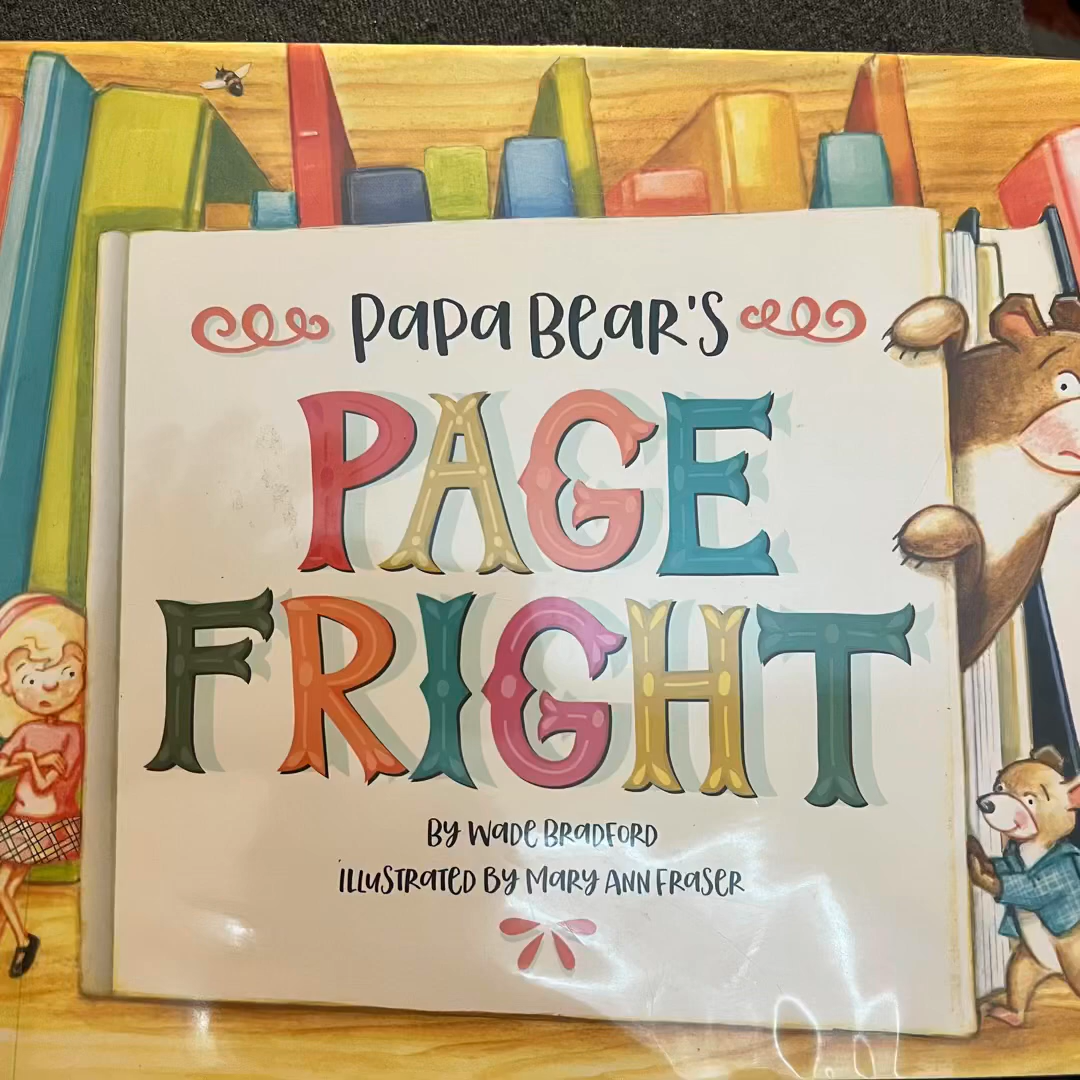 PAPA BEAR'S
PAGE
FRIGHT
BY WADE BRADFORD
ILLUSTRATED BY MARY ANN FRASER